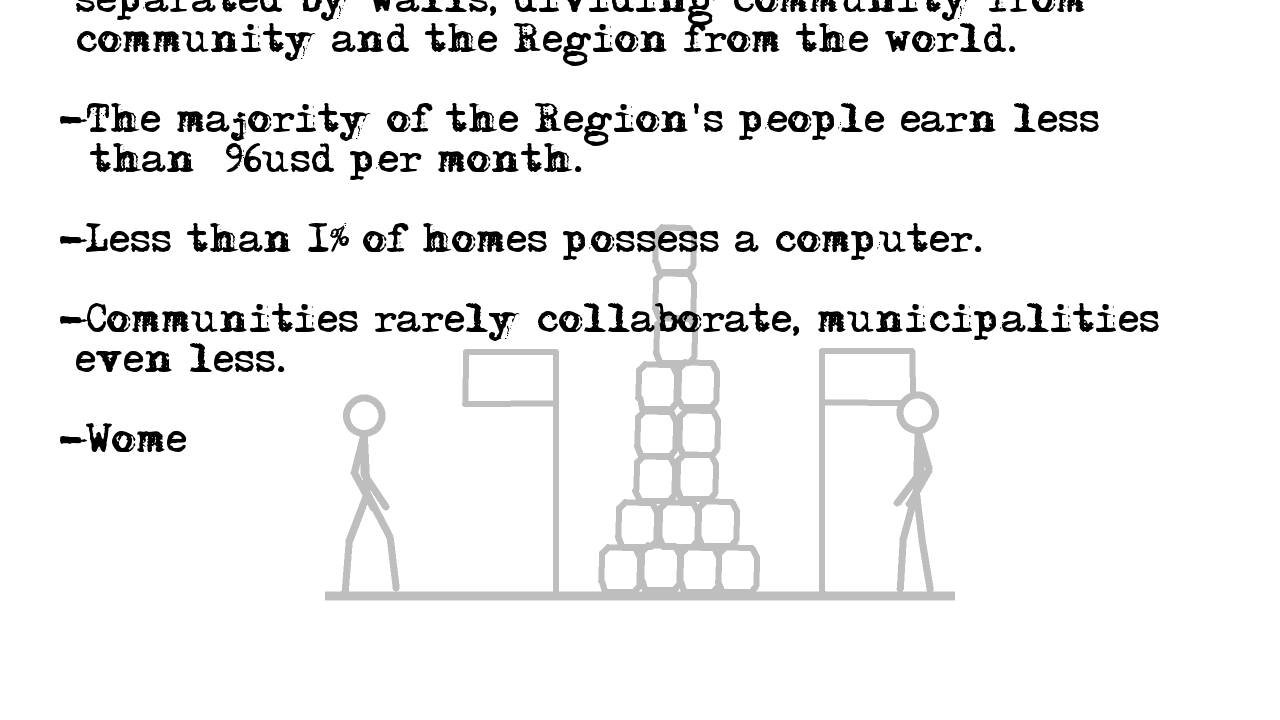 separated by walls, dividing community from
community and the Region from the world.
-The majority of the Region's people earn less
than 96usd per month.
-Less than I% of homes possess a computer.
-Communities rarely collaborate, municipalities
even less.
-Wome